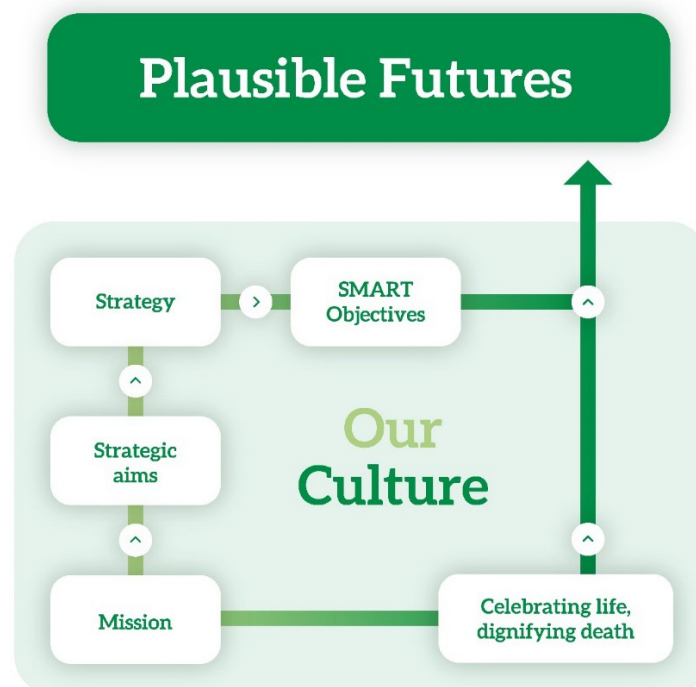 Plausible Futures
Strategy
SMART
Objectives
Strategic
aims
Our
Culture
Mission
Celebrating life,
dignifying death